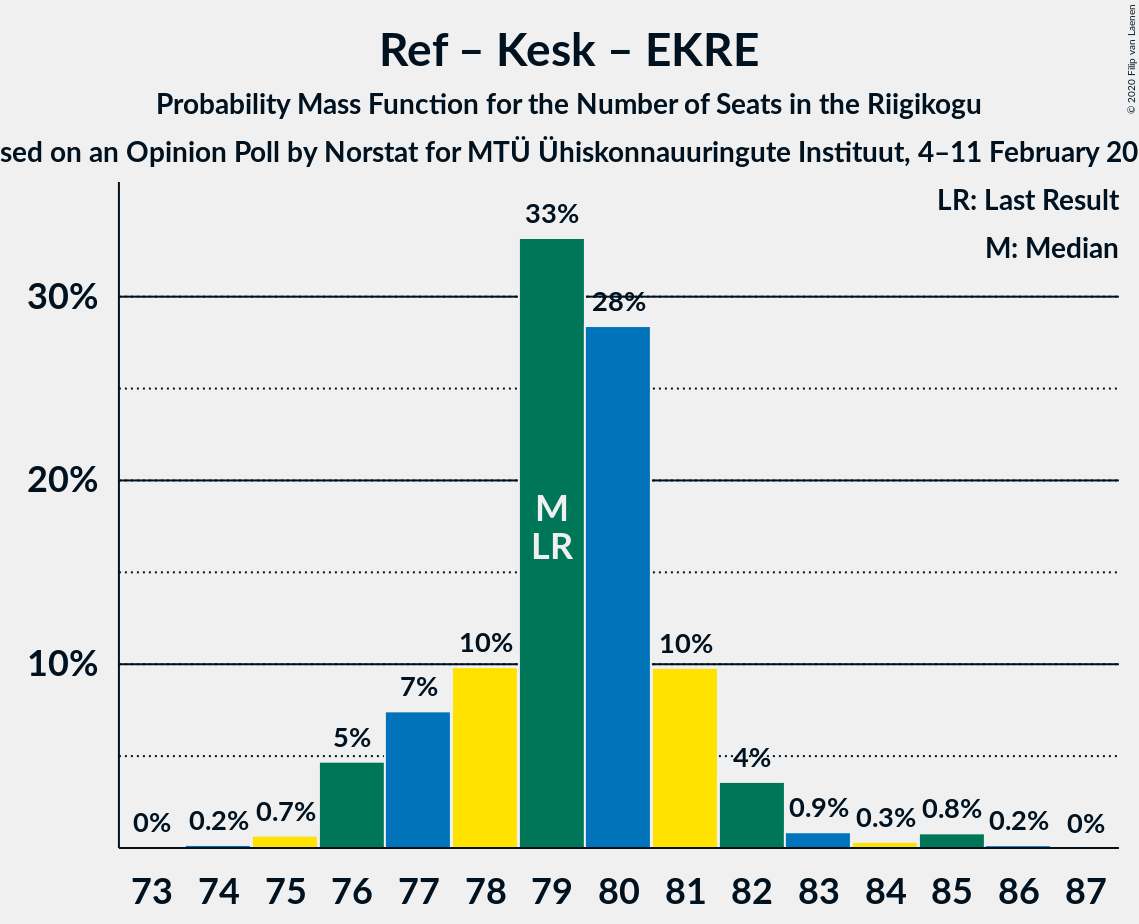 Ref – Kesk – EKRE
Probability Mass Function for the Number of Seats in the Riigikogu
sed on an Opinion Poll by Norstat for MTÜ Ühiskonnauuringute Instituut, 4–11 February 20
© 2020 Filip van Laenen
LR: Last Result
M: Median
30%
20%
10%
0%
0.2%
0.7%
5%
7%
10%
33%
28%
10%
4%
0.9%
0.3%
0.8%
0.2%
0%
M
LR
73 74 75 76 77 78 79 80 81 82 83 84 85 86 87